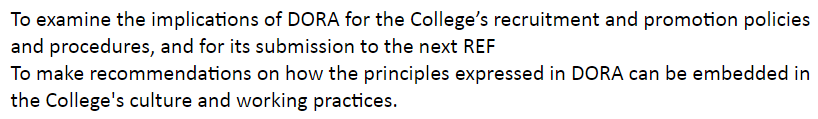 To examine the implications of DORA for the College’s recruitment and promotion policies
and procedures, and for its submission to the next REF
To make recommendations on how the principles expressed in DORA can be embedded in
the College's culture and working practices.